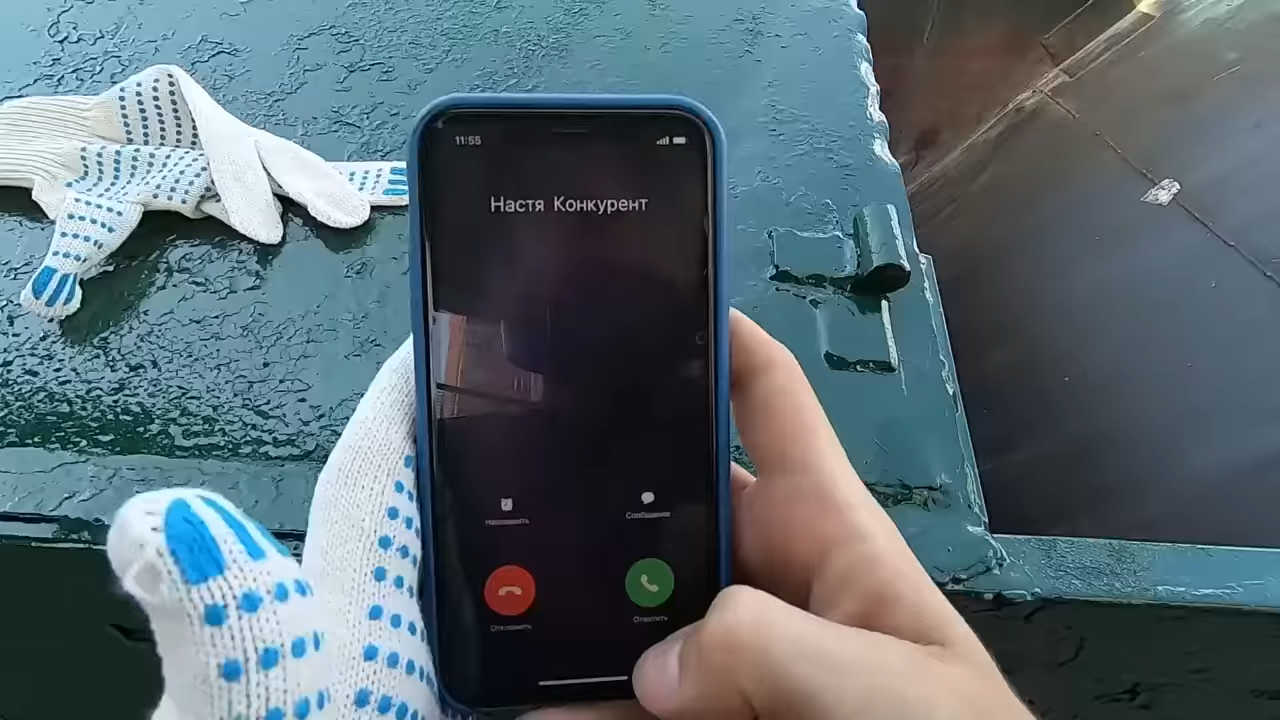 11:55
Настя Конкурент
Напомнить
Сообщение
Отклонить
Ответить